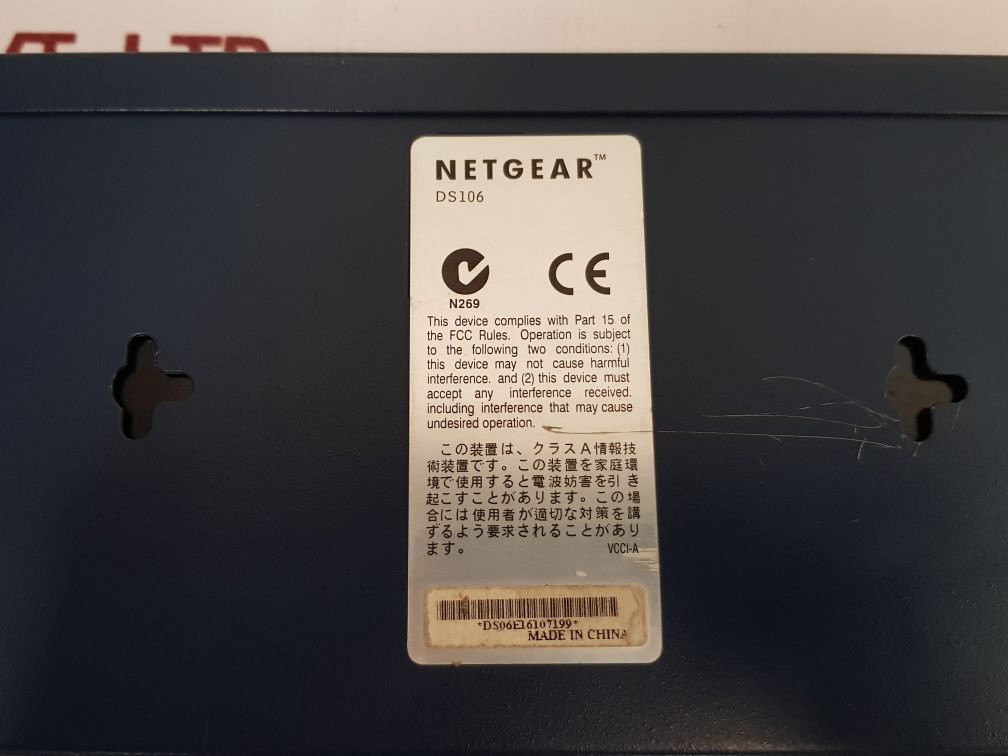 LTD
NETGEAR™
DS106
CE
N269
This device complies with Part 15 of
the FCC Rules. Operation is subject
to the following two conditions: (1)
this device may not cause harmful
interference. and (2) this device must
accept any interference received.
including interference that may cause
undesired operation.
この装置は、クラスA情報技
術装置です。この装置を家庭環
境で使用すると電波妨害を引き
起こすことがあります。この場
合には使用者が適切な対策を講
ずるよう要求されることがあり
ます。 VCCI-A
*DS06E16107199*
MADE IN CHINA